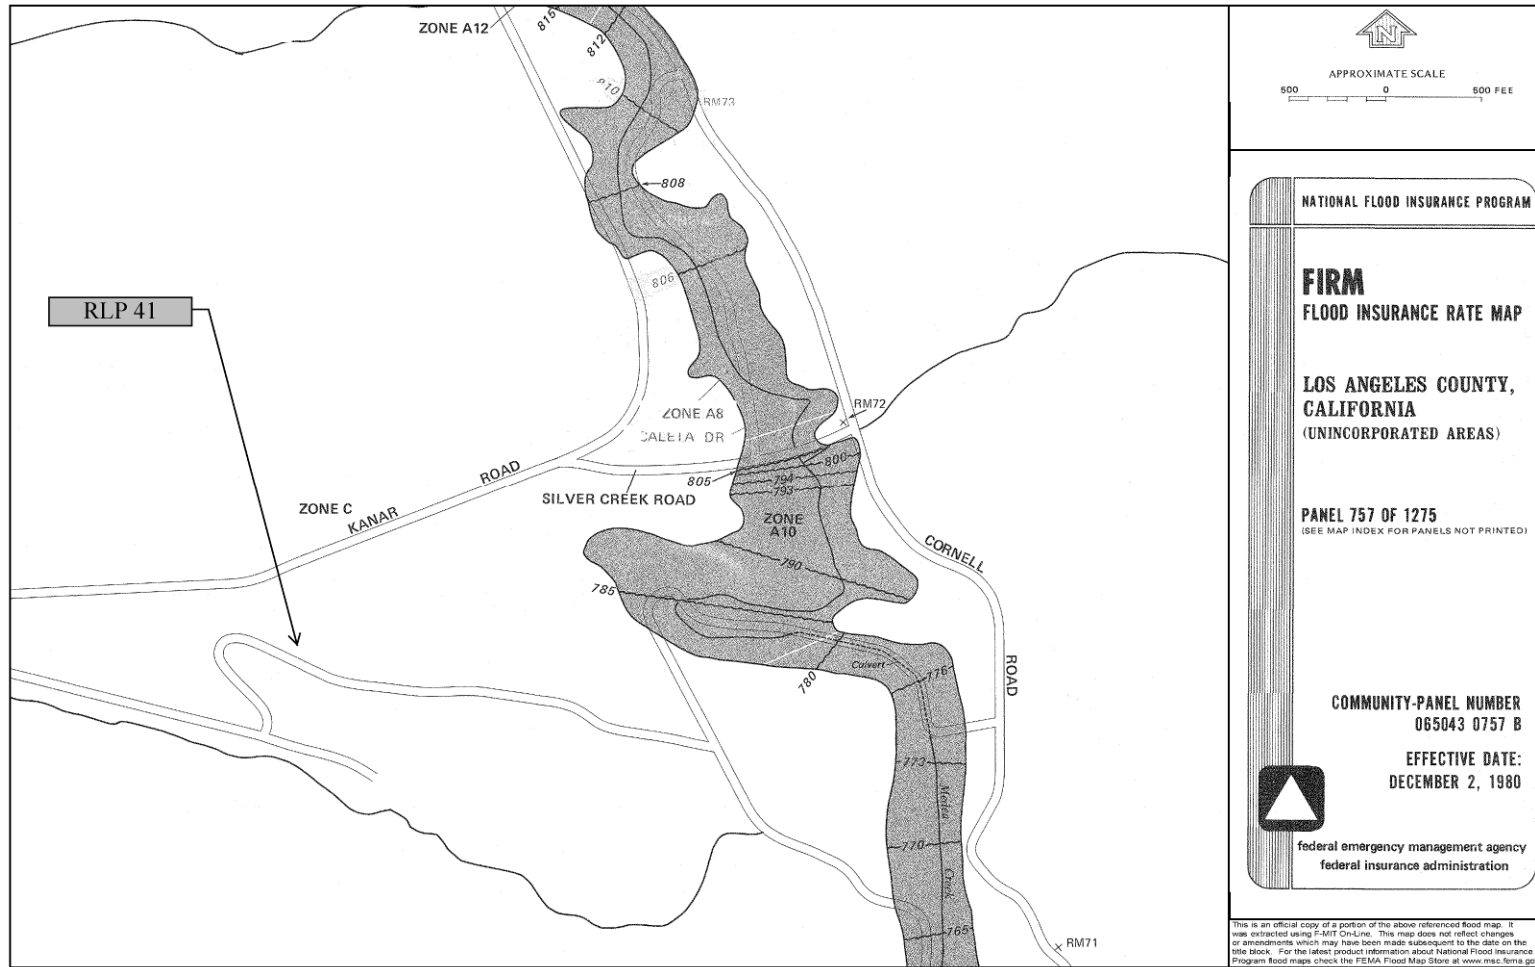 ZONE A12
815
812
810
RM73
808
806
RLP 41
ZONE A8
CALETA DR
RM72
KANAR ROAD
805
800
794
793
SILVER CREEK ROAD
ZONE C
ZONE
A10
790
CORNELL ROAD
785
780
Culvert
776
773
Medea Creek
770
765
RM71
N
APPROXIMATE SCALE
500 0 500 FEE
NATIONAL FLOOD INSURANCE PROGRAM
FIRM
FLOOD INSURANCE RATE MAP
LOS ANGELES COUNTY,
CALIFORNIA
(UNINCORPORATED AREAS)
PANEL 757 OF 1275
(SEE MAP INDEX FOR PANELS NOT PRINTED)
COMMUNITY-PANEL NUMBER
065043 0757 B
EFFECTIVE DATE:
DECEMBER 2, 1980
federal emergency management agency
federal insurance administration
This is an official copy of a portion of the above referenced flood map. It
was extracted using F-MIT On-Line. This map does not reflect changes
or amendments which may have been made subsequent to the date on the
title block. For the latest product information about National Flood Insurance
Program flood maps check the FEMA Flood Map Store at www.msc.fema.go